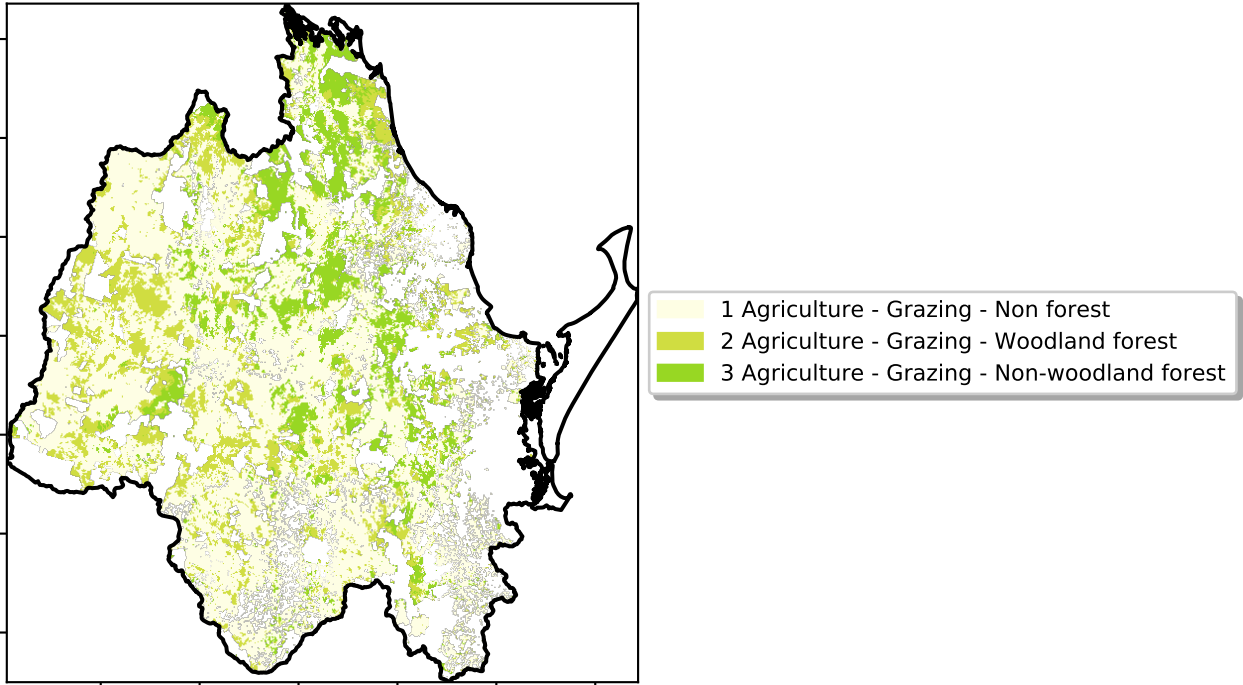 1 Agriculture - Grazing - Non forest
2 Agriculture - Grazing - Woodland forest
3 Agriculture - Grazing - Non-woodland forest